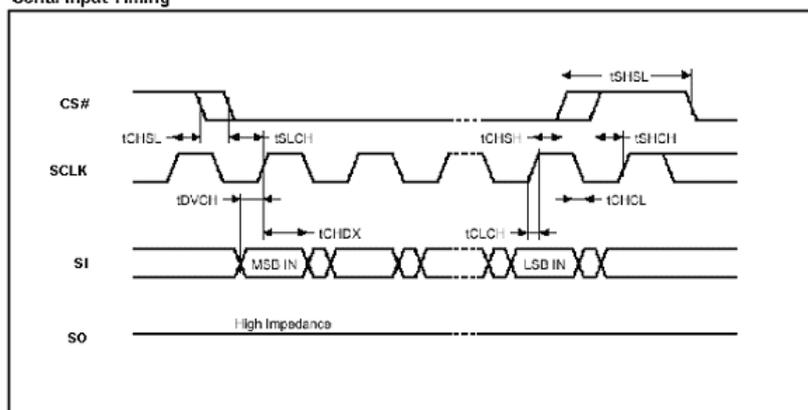 Serial Input Timing
tSHSL
CS#
tCHSL tSLCH tCHSH tSHCH
SCLK
tDVCH tCHDX tCLCH tCHCL
SI MSB IN LSB IN
High Impedance
SO